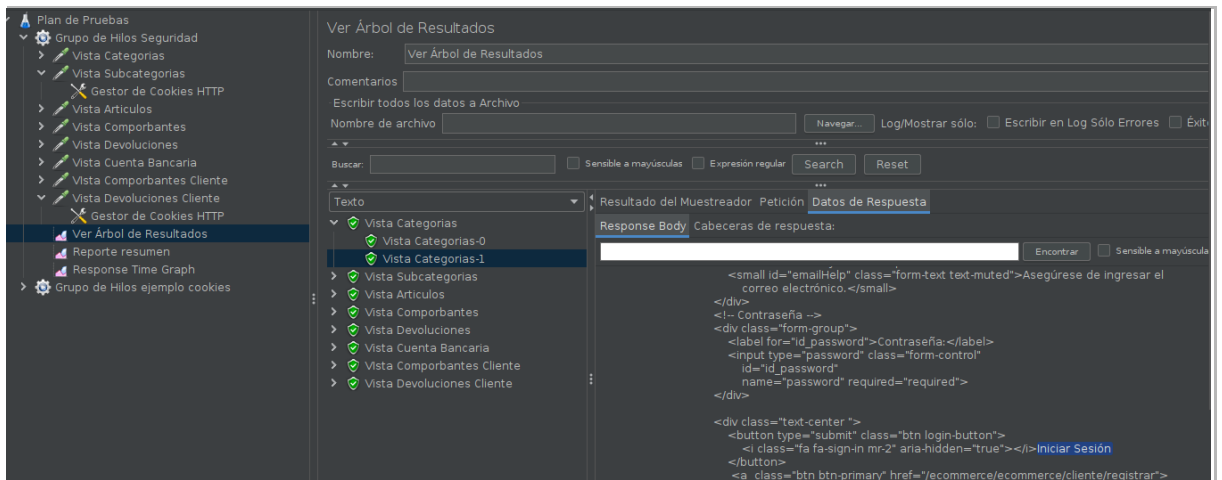 Plan de Pruebas
Grupo de Hilos Seguridad
Vista Categorias
Vista Subcategorias
Gestor de Cookies HTTP
Vista Articulos
Vista Comporbantes
Vista Devoluciones
Vista Cuenta Bancaria
VIsta Comporbantes Cliente
Vista Devoluciones Cliente
Gestor de Cookies HTTP
Ver Árbol de Resultados
Reporte resumen
Response Time Graph
Grupo de Hilos ejemplo cookies
Ver Árbol de Resultados
Nombre: Ver Árbol de Resultados
Comentarios
Escribir todos los datos a Archivo
Nombre de archivo Navegar... Log/Mostrar sólo: Escribir en Log Sólo Errores Éxit
Buscar: Sensible a mayúsculas Expresión regular Search Reset
Texto
Vista Categorias
Vista Categorias-0
Vista Categorias-1
Vista Subcategorias
Vista Articulos
Vista Comporbantes
Vista Devoluciones
Vista Cuenta Bancaria
VIsta Comporbantes Cliente
Vista Devoluciones Cliente
Resultado del Muestreador Petición Datos de Respuesta
Response Body Cabeceras de respuesta:
Encontrar Sensible a mayúscula
<small id="emailHelp" class="form-text text-muted">Asegúrese de ingresar el
correo electrónico.</small>
</div>
<!-- Contraseña -->
<div class="form-group">
<label for="id_password">Contraseña:</label>
<input type="password" class="form-control"
id="id_password"
name="password" required="required">
</div>
<div class="text-center ">
<button type="submit" class="btn login-button">
<i class="fa fa-sign-in mr-2" aria-hidden="true"></i>Iniciar Sesión
</button>
<a class="btn btn-primary" href="/ecommerce/ecommerce/cliente/registrar">